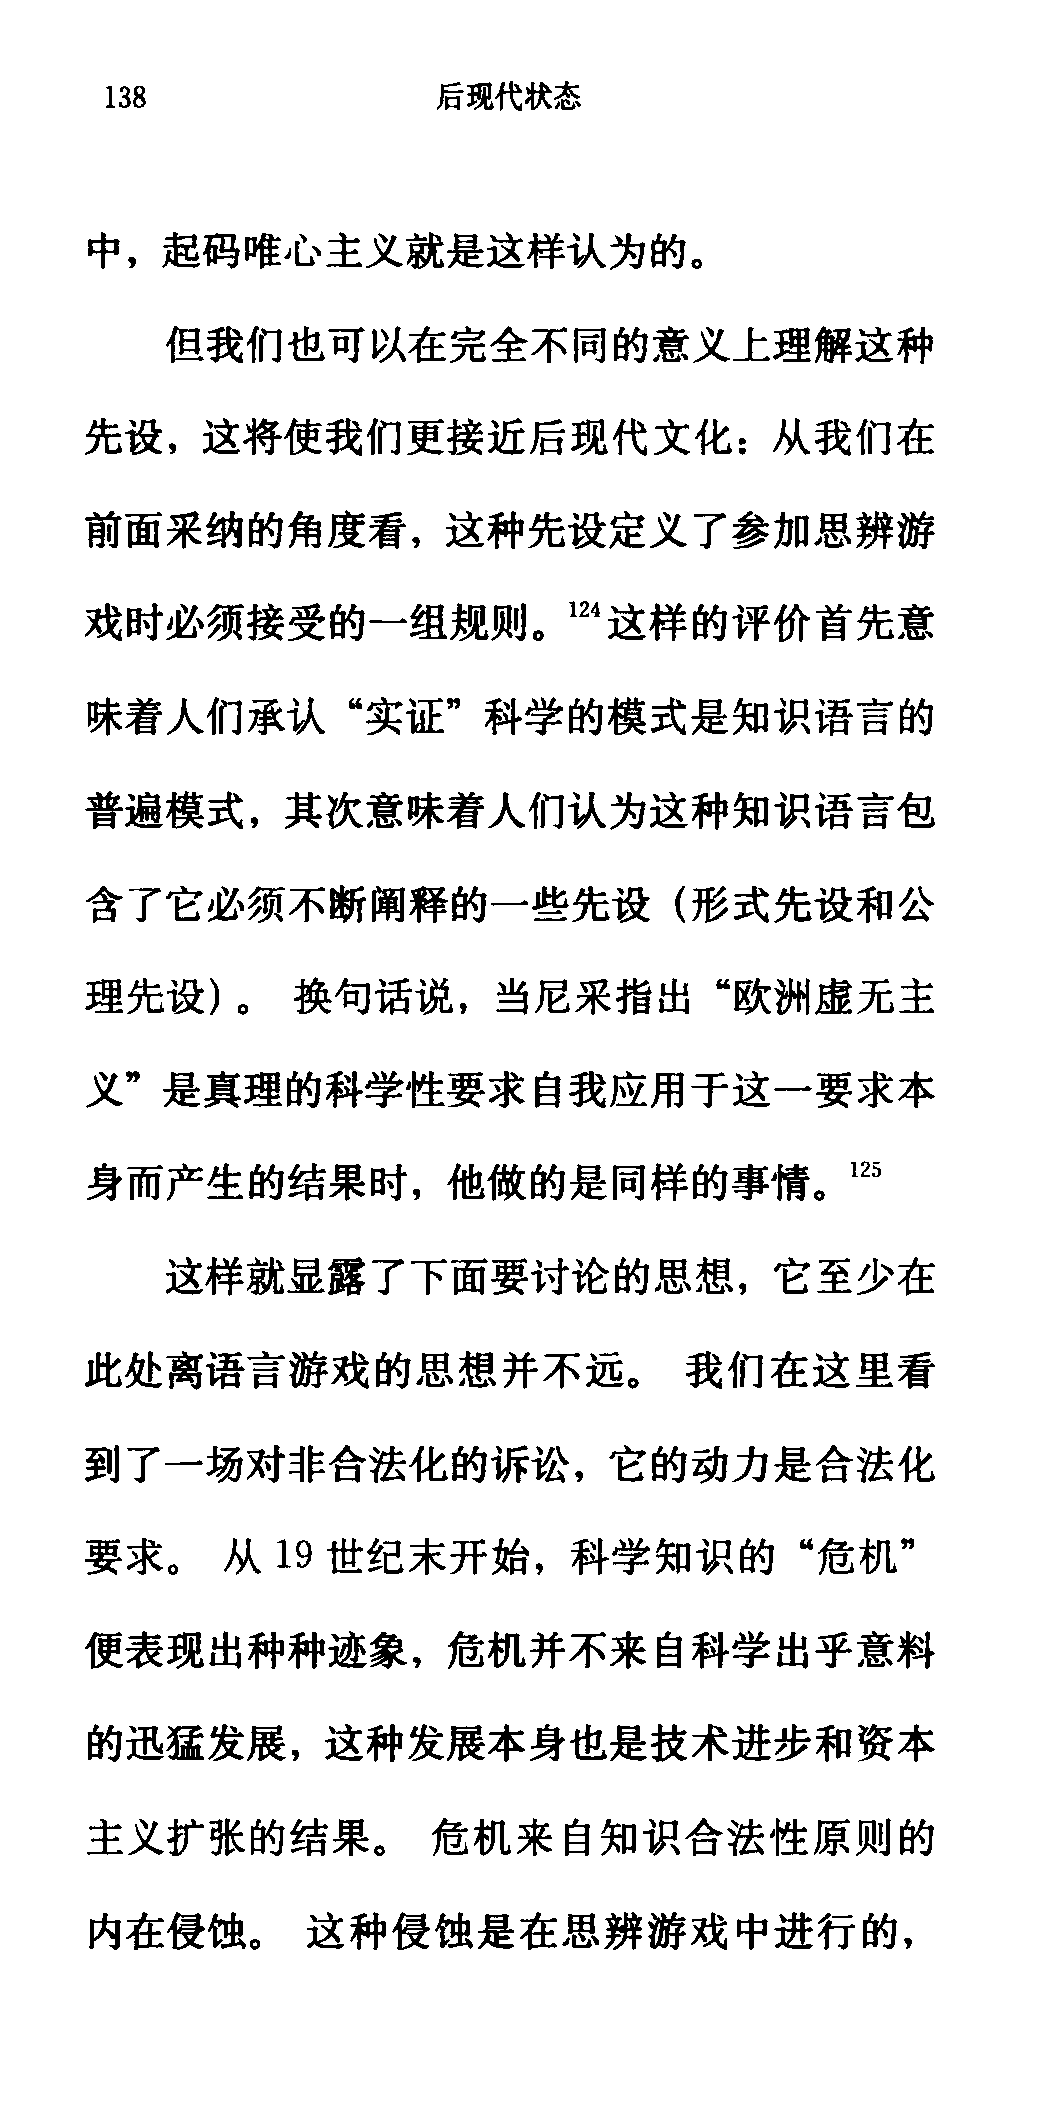 138 后现代状态
中，起码唯心主义就是这样认为的。
但我们也可以在完全不同的意义上理解这种
先设，这将使我们更接近后现代文化：从我们在
前面采纳的角度看，这种先设定义了参加思辨游
戏时必须接受的一组规则。124这样的评价首先意
味着人们承认“实证”科学的模式是知识语言的
普遍模式，其次意味着人们认为这种知识语言包
含了它必须不断阐释的一些先设（形式先设和公
理先设）。 换句话说，当尼采指出“欧洲虚无主
义”是真理的科学性要求自我应用于这一要求本
身而产生的结果时，他做的是同样的事情。125
这样就显露了下面要讨论的思想，它至少在
此处离语言游戏的思想并不远。 我们在这里看
到了一场对非合法化的诉讼，它的动力是合法化
要求。 从 19 世纪末开始，科学知识的“危机”
便表现出种种迹象，危机并不来自科学出乎意料
的迅猛发展，这种发展本身也是技术进步和资本
主义扩张的结果。 危机来自知识合法性原则的
内在侵蚀。 这种侵蚀是在思辨游戏中进行的，